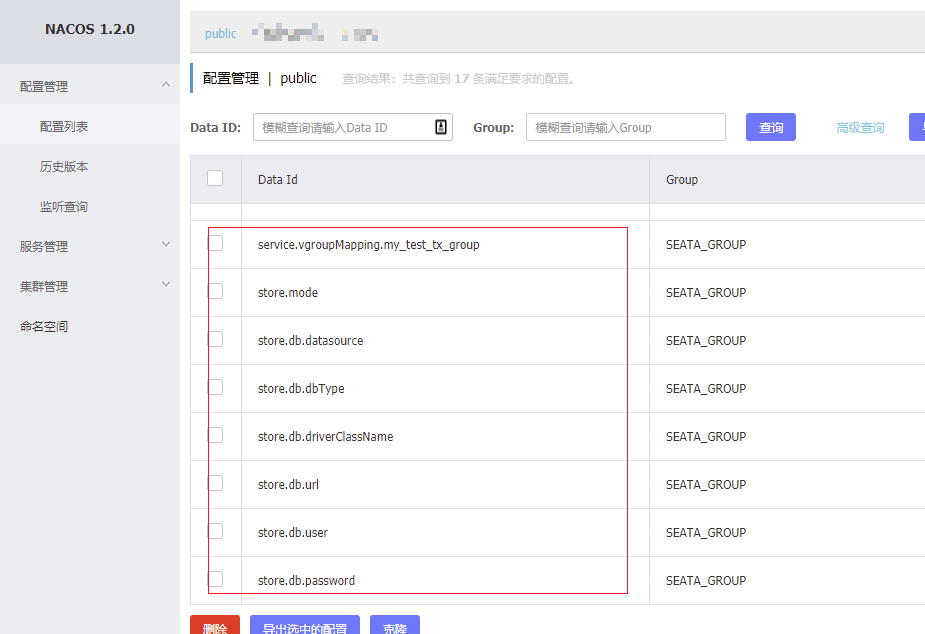 NACOS 1.2.0
配置管理
配置列表
历史版本
监听查询
服务管理
集群管理
命名空间
public
配置管理 | public 查询结果：共查询到 17 条满足要求的配置。
Data ID: 模糊查询请输入Data ID Group: 模糊查询请输入Group 查询 高级查询
Data Id Group
service.vgroupMapping.my_test_tx_group SEATA_GROUP
store.mode SEATA_GROUP
store.db.datasource SEATA_GROUP
store.db.dbType SEATA_GROUP
store.db.driverClassName SEATA_GROUP
store.db.url SEATA_GROUP
store.db.user SEATA_GROUP
store.db.password SEATA_GROUP
删除 导出选中的配置 克隆